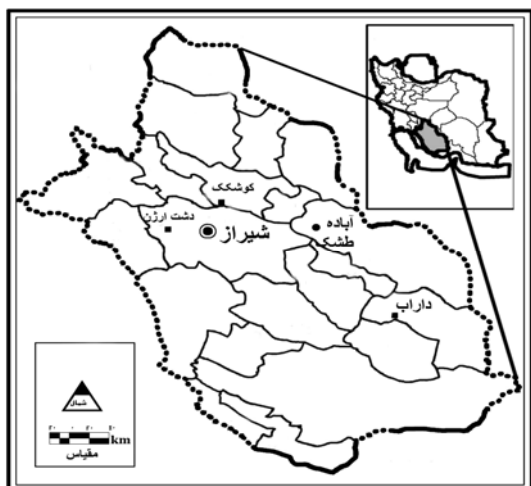 کوشکک
دشت ارژن
شیراز
آباده
طشک
داراب
شمال
km
مقیاس